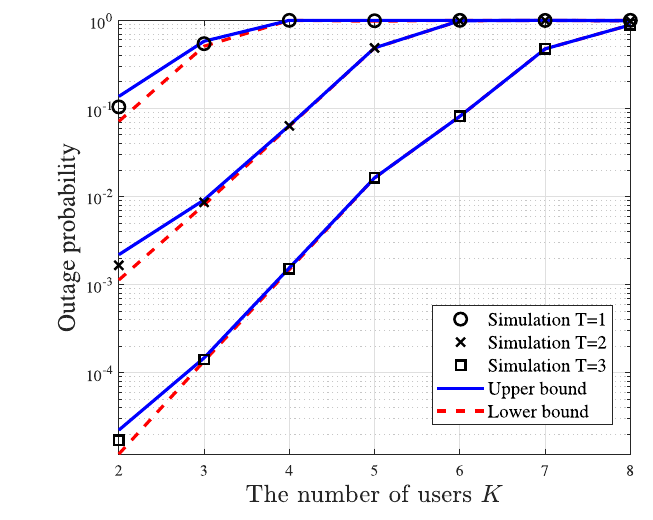 10^0
10^-1
10^-2
10^-3
10^-4
Outage probability
Simulation T=1
Simulation T=2
Simulation T=3
Upper bound
Lower bound
2 3 4 5 6 7 8
The number of users K